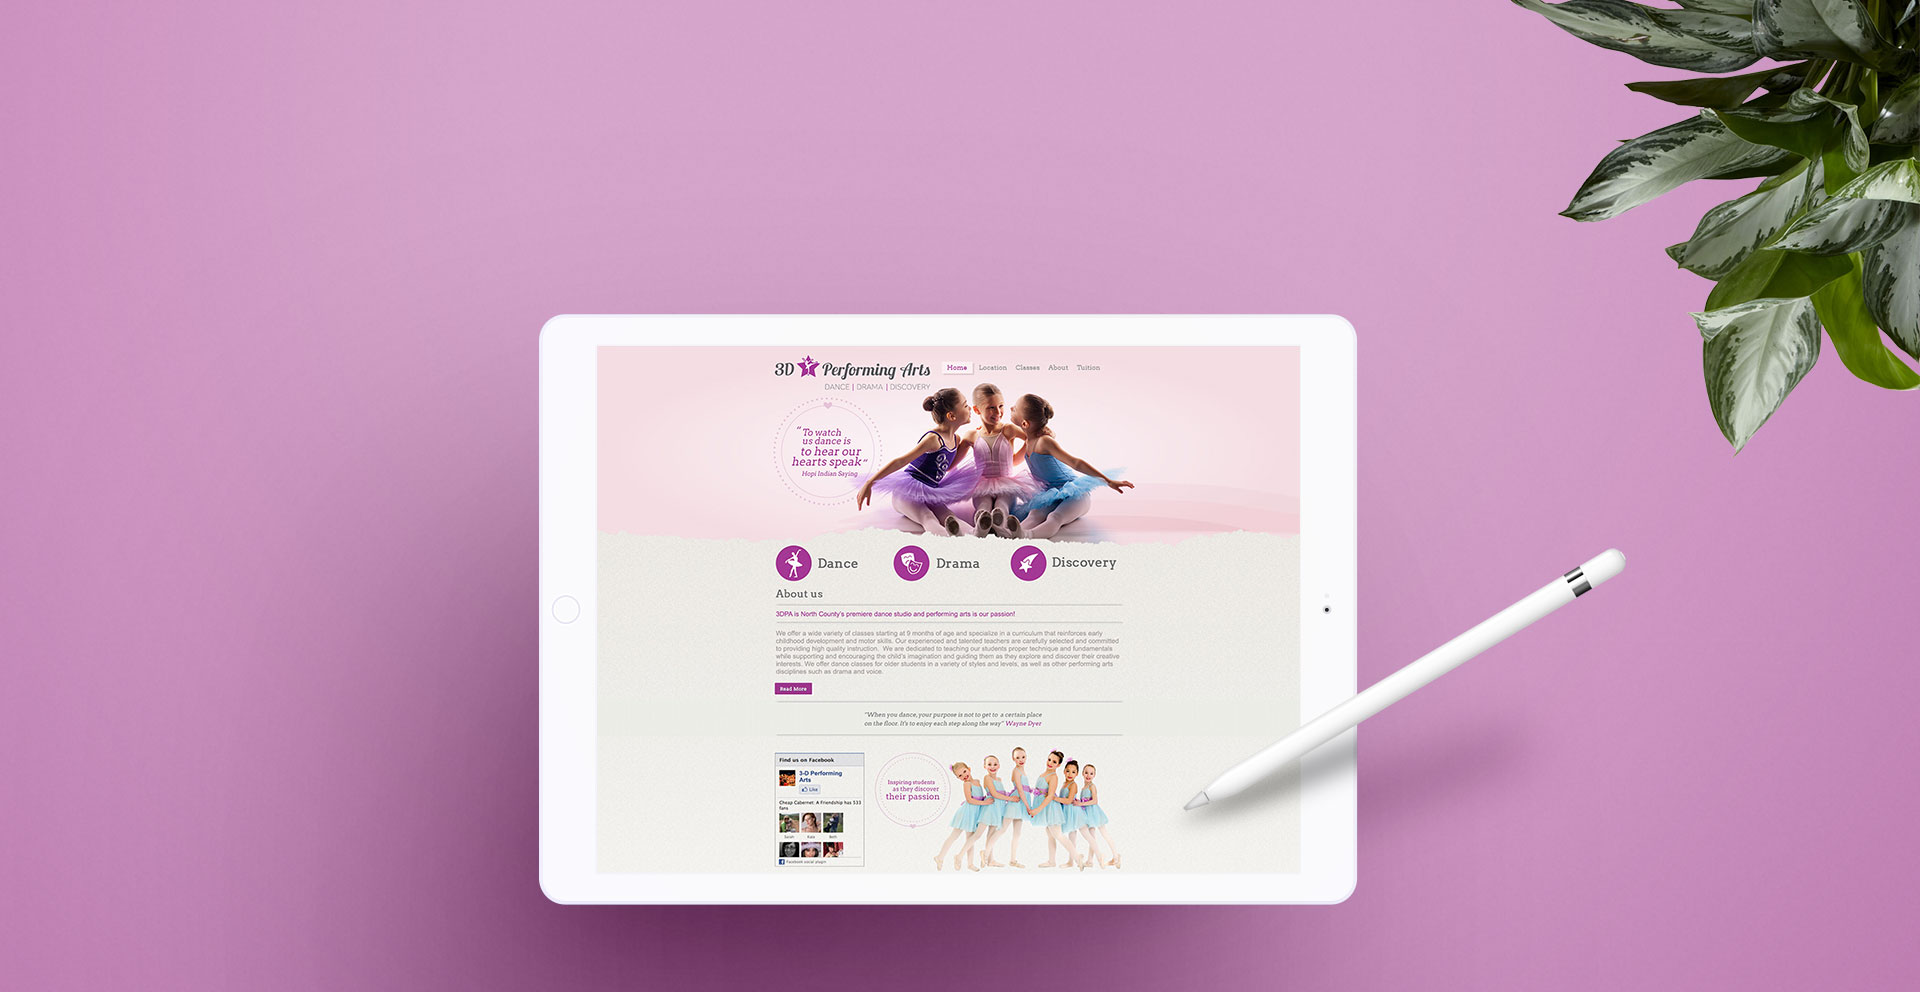 3D Performing Arts
DANCE | DRAMA | DISCOVERY
Home Location Classes About Tuition
“To watch
us dance is
to hear our
hearts speak“
Hopi Indian Saying
Dance
Drama
Discovery
About us
3DPA is North County's premiere dance studio and performing arts is our passion!
We offer a wide variety of classes starting at 9 months of age and specialize in a curriculum that reinforces early
childhood development and motor skills. Our experienced and talented teachers are carefully selected and committed
to providing high quality instruction. We are dedicated to teaching our students proper technique and fundamentals
while supporting and encouraging the child's imagination and guiding them as they explore and discover their creative
interests. We offer dance classes for older students in a variety of styles and levels, as well as other performing arts
disciplines such as drama and voice.
Read More
“When you dance, your purpose is not to get to a certain place
on the floor. It's to enjoy each step along the way” Wayne Dyer
Find us on Facebook
3-D Performing
Arts
Like
Cheap Cabernet: A Friendship has 533
fans
Sarah Kate Beth
Facebook social plugin
Inspiring students
as they discover
their passion